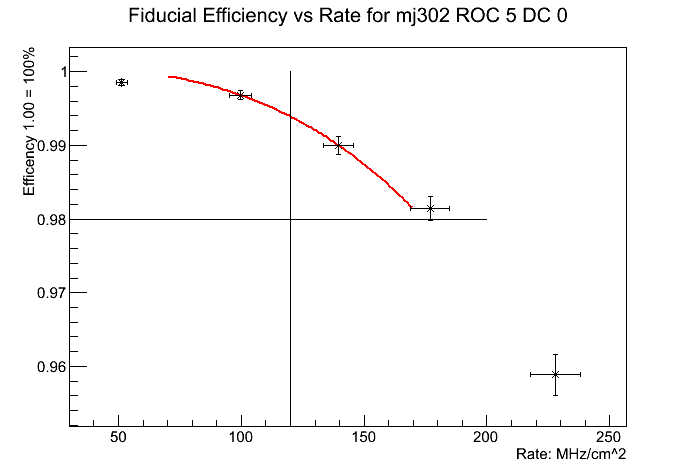 Fiducial Efficiency vs Rate for mj302 ROC 5 DC 0
Efficency 1.00 = 100%
1
0.99
0.98
0.97
0.96
50 100 150 200 250
Rate: MHz/cm^2